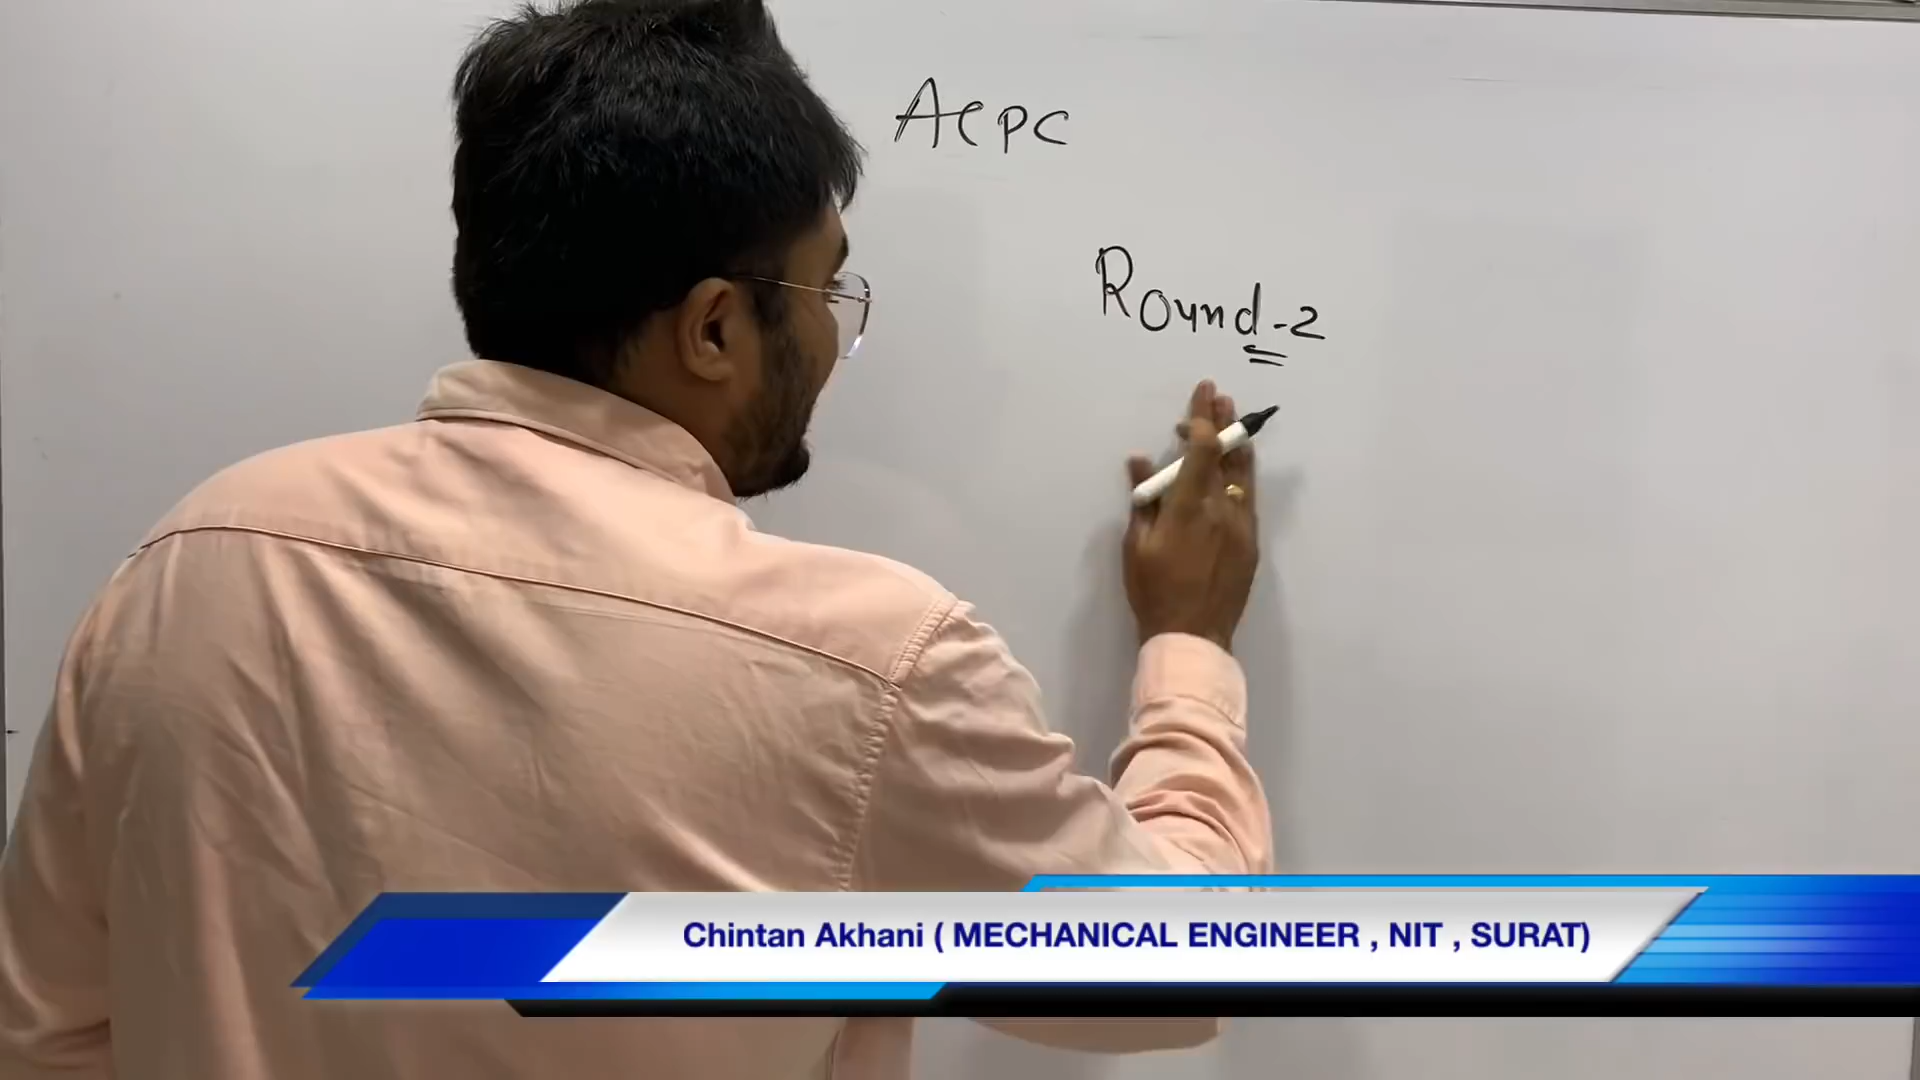 ACPC
Round-2
Chintan Akhani ( MECHANICAL ENGINEER , NIT , SURAT)